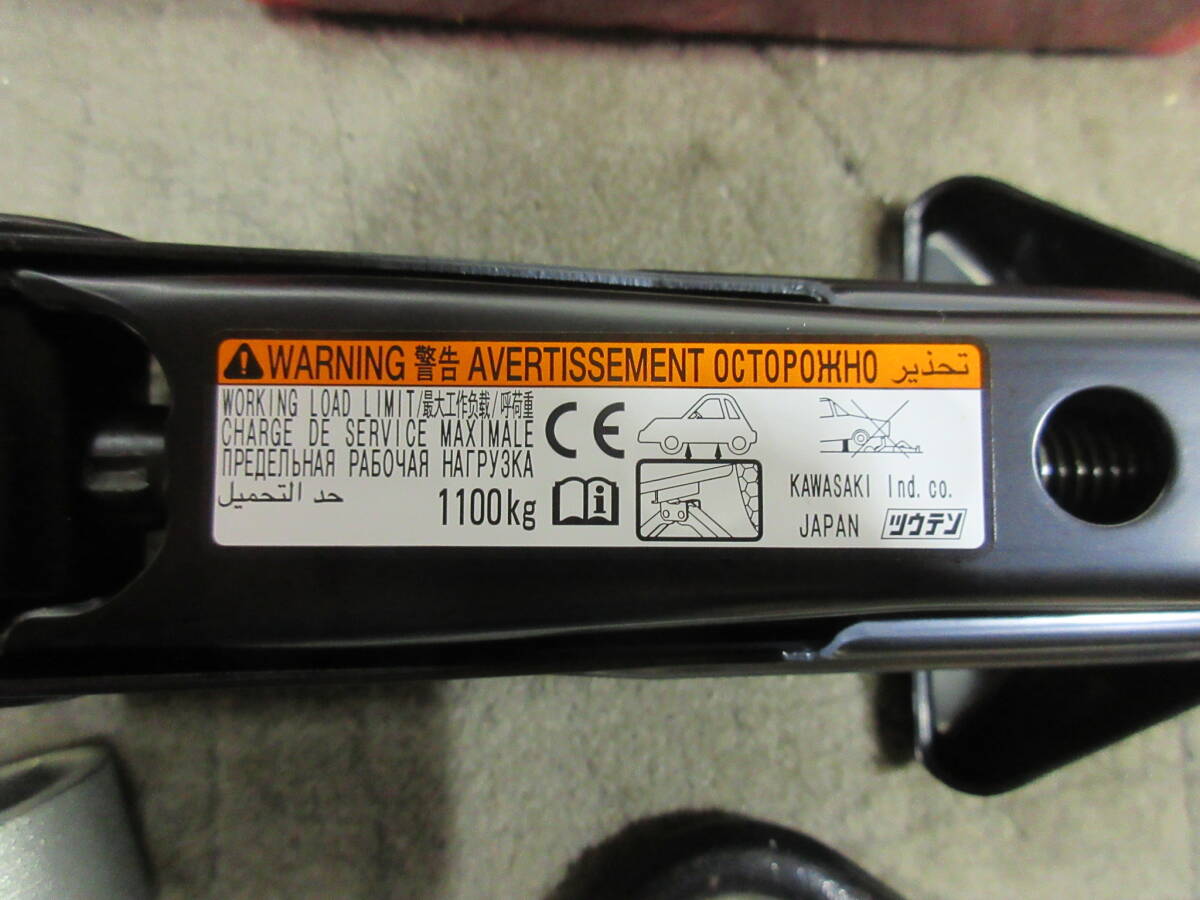 WARNING 警告 AVERTISSEMENT ОСТОРОЖНО تحذير
WORKING LOAD LIMIT/最大工作负载/呼荷重
CHARGE DE SERVICE MAXIMALE
ПРЕДЕЛЬНАЯ РАБОЧАЯ НАГРУЗКА
حد التحميل
1100kg
CE
i
KAWASAKI Ind. co.
JAPAN ツウテン